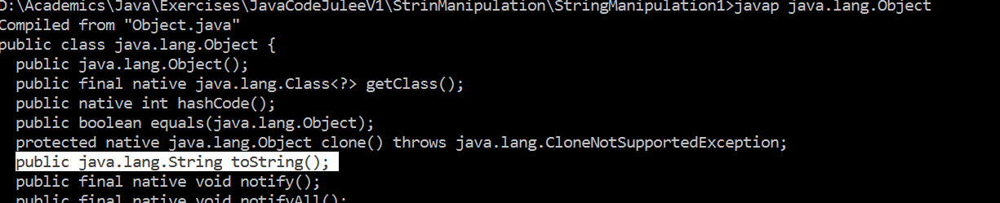 D:\Academics\Java\Exercises\JavaCodeJuleeV1\StrinManipulation\StringManipulation1>javap java.lang.Object
Compiled from "Object.java"
public class java.lang.Object {
  public java.lang.Object();
  public final native java.lang.Class<?> getClass();
  public native int hashCode();
  public boolean equals(java.lang.Object);
  protected native java.lang.Object clone() throws java.lang.CloneNotSupportedException;
  public java.lang.String toString();
  public final native void notify();
  public final native void notifyAll();